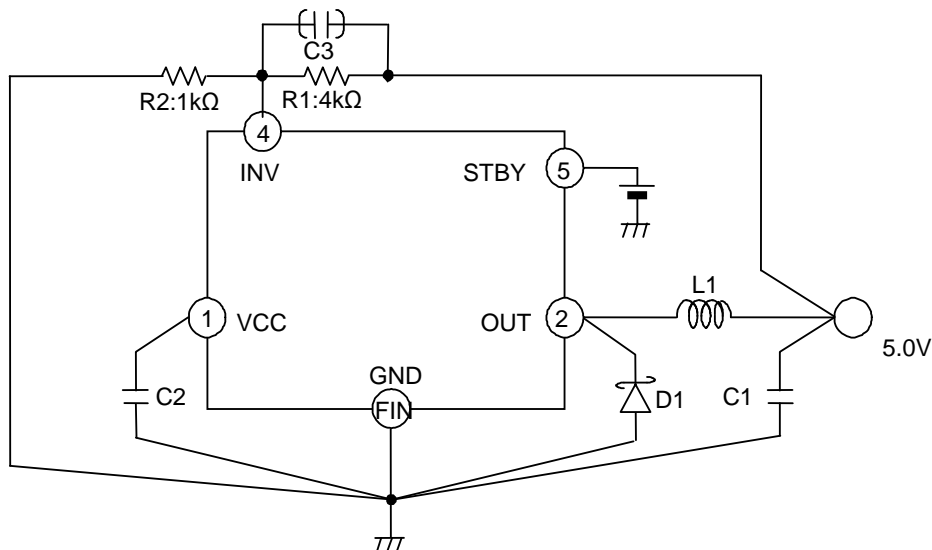 C3
R2:1kΩ
R1:4kΩ
4
INV
STBY
5
L1
1
VCC
OUT
2
5.0V
GND
FIN
C2
D1
C1